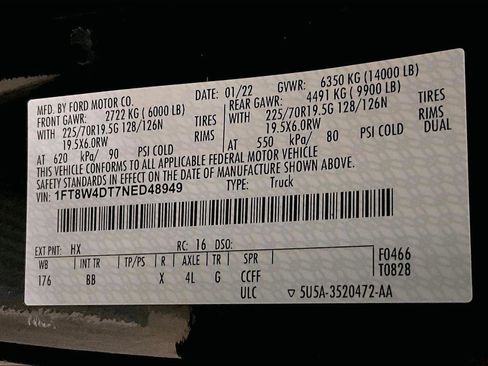 MFD. BY FORD MOTOR CO. DATE: 01/22 GVWR: 6350 KG (14000 LB)
FRONT GAWR: 2722 KG (6000 LB) REAR GAWR: 4491 KG (9900 LB)
WITH 225/70R19.5G 128/126N TIRES WITH 225/70R19.5G 128/126N TIRES
19.5X6.0RW RIMS 19.5X6.0RW RIMS
AT 620 kPa/ 90 PSI COLD AT 550 kPa/ 80 PSI COLD DUAL
THIS VEHICLE CONFORMS TO ALL APPLICABLE FEDERAL MOTOR VEHICLE
SAFETY STANDARDS IN EFFECT ON THE DATE OF MANUFACTURE SHOWN ABOVE.
VIN: 1FT8W4DT7NED48949 TYPE: Truck
EXT PNT: HX RC: 16 DSO:
WB INT TR TP/PS R AXLE TR SPR F0466
176 BB X 4L G CCFF T0828
ULC ▽ 5U5A-3520472-AA